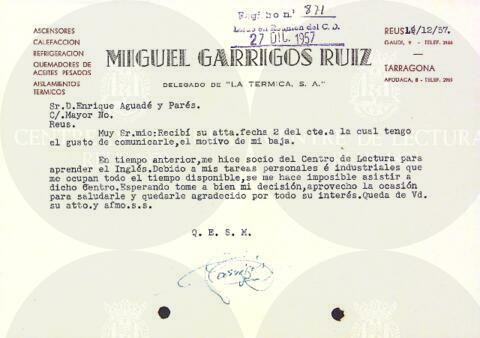 ASCENSORES
CALEFACCION
REFRIGERACION
QUEMADORES DE
ACEITES PESADOS
AISLAMIENTOS
TERMICOS
Registro n.º 871
Leído en Reunión del C. D.
27 DIC. 1957
MIGUEL GARRIGOS RUIZ
DELEGADO DE "LA TERMICA, S. A."
REUS 14/12/57.
GAUDI, 9 - TELEF.
TARRAGONA
APODACA, 8 - TELEF.
Sr.D.Enrique Aguadé y Parés.
C/.Mayor No.
Reus.
Muy Sr.mio:Recibí su atta.fecha 2 del cte.a la cual tengo
el gusto de comunicarle,el motivo de mi baja.
En tiempo anterior,me hice socio del Centro de Lectura para
aprender el Inglés.Debido a mis tareas personales é industriales que
me ocupan todo el tiempo disponible,se me hace imposible asistir a
dicho Centro.Esperando tome a bien mi decisión,aprovecho la ocasión
para saludarle y quedarle agradecido por todo su interés.Queda de Vd.
su atto.y afmo.s.s.
Q. E. S. M.